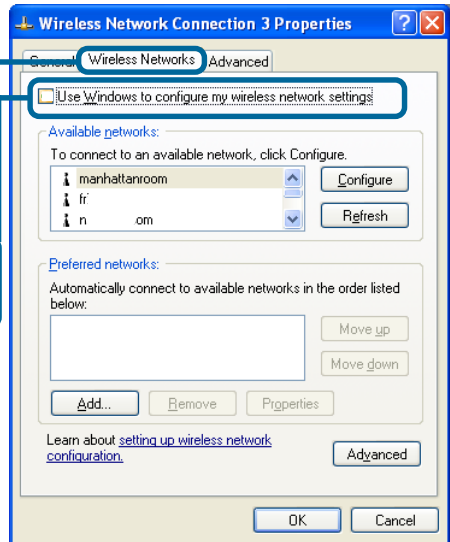 Wireless Network Connection 3 Properties
General Wireless Networks Advanced
Use Windows to configure my wireless network settings
Available networks:
To connect to an available network, click Configure.
manhattanroom
Configure
Refresh
Preferred networks:
Automatically connect to available networks in the order listed
below:
Move up
Move down
Add... Remove Properties
Learn about setting up wireless network
configuration.
Advanced
OK Cancel